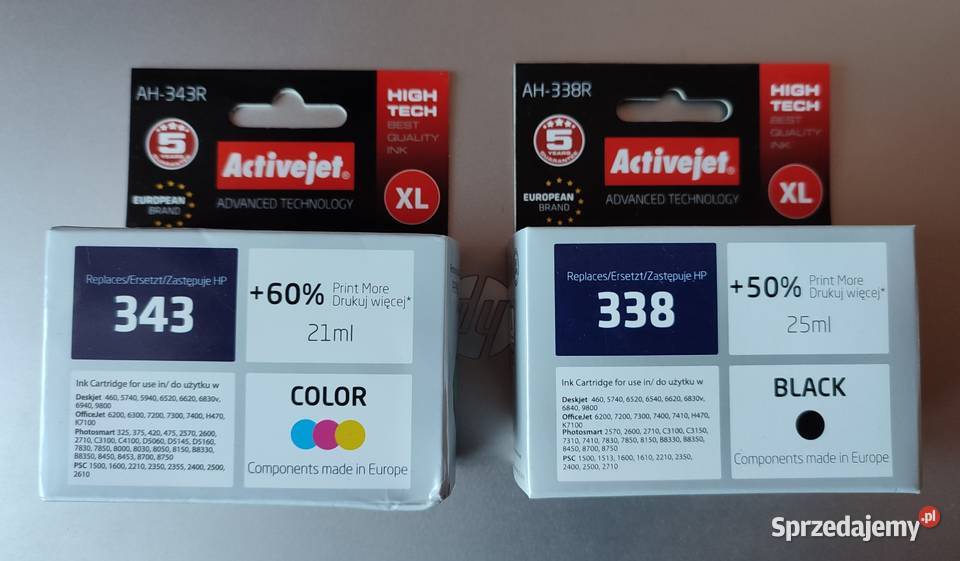 AH-343R
HIGH
TECH
BEST
QUALITY
INK
5
YEARS
GUARANTEE
Activejet®
ADVANCED TECHNOLOGY
EUROPEAN
BRAND
XL
Replaces/Ersetzt/Zastępuje HP
343
+60% Print More
Drukuj więcej*
21ml
Ink Cartridge for use in/ do użytku w
Deskjet 460, 5740, 5940, 6520, 6620, 6830v,
6940, 9800
OfficeJet 6200, 6300, 7200, 7300, 7400, H470,
K7100
Photosmart 325, 375, 420, 475, 2570, 2600,
2710, C3100, C4100, D5060, D5145, D5160,
7830, 7850, 8000, 8030, 8050, 8150, B8330,
B8350, 8450, 8453, 8700, 8750
PSC 1500, 1600, 2210, 2350, 2355, 2400, 2500,
2610
COLOR
Components made in Europe
AH-338R
HIGH
TECH
BEST
QUALITY
INK
5
YEARS
GUARANTEE
Activejet®
ADVANCED TECHNOLOGY
EUROPEAN
BRAND
XL
Replaces/Ersetzt/Zastępuje HP
338
+50% Print More
Drukuj więcej*
25ml
Ink Cartridge for use in/ do użytku w
Deskjet 460, 5740, 6520, 6540, 6620, 6830v,
6840, 9800
OfficeJet 6200, 7200, 7300, 7400, 7410, H470,
K7100
Photosmart 2570, 2600, 2710, C3100, C3150,
7310, 7410, 7830, 7850, 8150, B8330, B8350,
8450, 8700, 8750
PSC 1500, 1513, 1600, 1610, 2210, 2350,
2400, 2500, 2710
BLACK
Components made in Europe
Sprzedajemy.pl